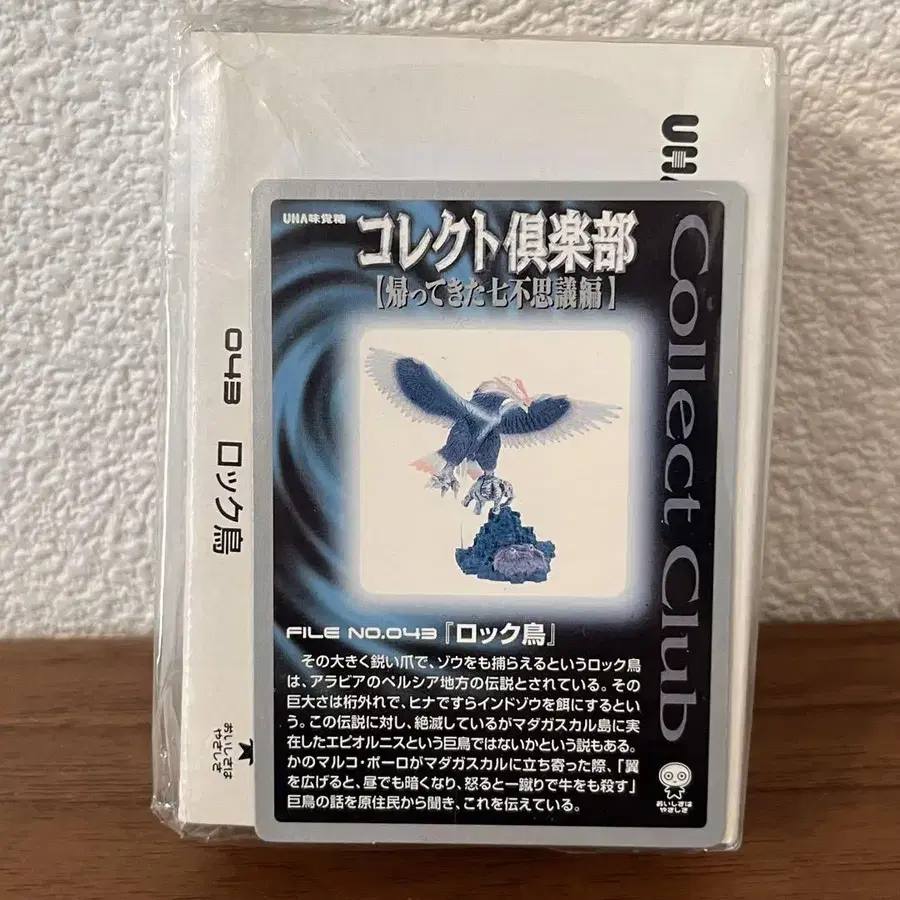 UHA味覚糖
コレクト倶楽部
【帰ってきた七不思議編】
FILE NO.043『ロック鳥』
その大きく鋭い爪で、ゾウをも捕らえるというロック鳥
は、アラビアのペルシア地方の伝説とされている。その
巨大さは桁外れで、ヒナですらインドゾウを餌にするとい
う。この伝説に対し、絶滅しているがマダガスカル島に実
在したエピオルニスという巨鳥ではないかという説もある。
かのマルコ・ポーロがマダガスカルに立ち寄った際、「翼
を広げると、昼でも暗くなり、怒ると一蹴りで牛をも殺す」
巨鳥の話を原住民から聞き、これを伝えている。
Collect Club
おいしさは
やさしさ
043 ロック鳥
おいしさは
やさしさ
UHA